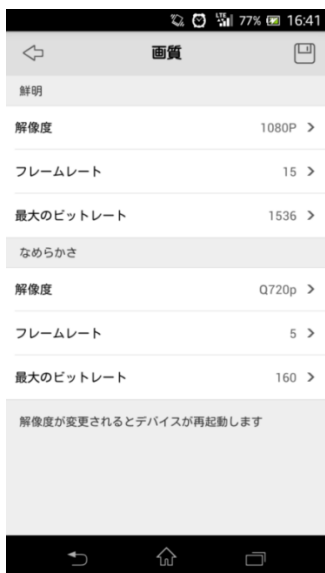 77% 16:41
画質
鮮明
解像度 1080P >
フレームレート 15 >
最大のビットレート 1536 >
なめらかさ
解像度 Q720p >
フレームレート 5 >
最大のビットレート 160 >
解像度が変更されるとデバイスが再起動します